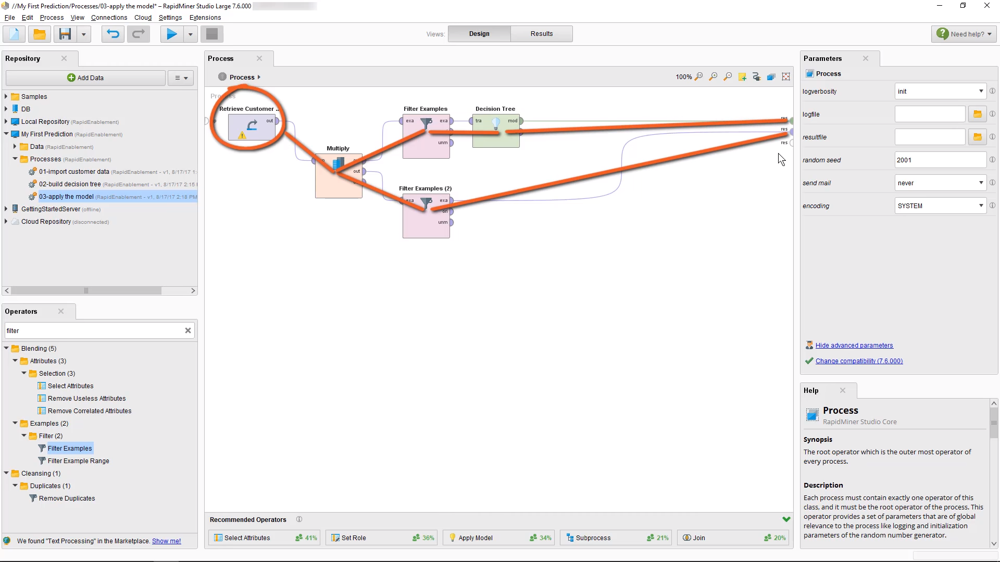 //My First Prediction/Processes/03-apply the model* – RapidMiner Studio Large 7.6.000
File Edit Process View Connections Cloud Settings Extensions
Views: Design Results
Need help?
Repository
Add Data
Samples
DB
Local Repository (RapidEnablement)
My First Prediction (RapidEnablement)
Data (RapidEnablement)
Processes (RapidEnablement)
01-import customer data (RapidEnablement - v1, 8/17/17 1:
02-build decision tree (RapidEnablement - v1, 8/17/17 2:15
03-apply the model (RapidEnablement - v1, 8/17/17 2:18 PM
GettingStartedServer (offline)
Cloud Repository (disconnected)
Operators
filter
Blending (5)
Attributes (3)
Selection (3)
Select Attributes
Remove Useless Attributes
Remove Correlated Attributes
Examples (2)
Filter (2)
Filter Examples
Filter Example Range
Cleansing (1)
Duplicates (1)
Remove Duplicates
We found "Text Processing" in the Marketplace. Show me!
Process
Process
100%
Process
Retrieve Customer ..
out
Multiply
out
Filter Examples
exa exa
unm
Decision Tree
tra mod
Filter Examples (2)
exa exa
ori
unm
res
res
res
Recommended Operators
Select Attributes 41%
Set Role 36%
Apply Model 34%
Subprocess 21%
Join 20%
Parameters
Process
logverbosity init
logfile
resultfile
random seed 2001
send mail never
encoding SYSTEM
Hide advanced parameters
Change compatibility (7.6.000)
Help
Process
RapidMiner Studio Core
Synopsis
The root operator which is the outer most operator of
every process.
Description
Each process must contain exactly one operator of this
class, and it must be the root operator of the process. This
operator provides a set of parameters that are of global
relevance to the process like logging and initialization
parameters of the random number generator.